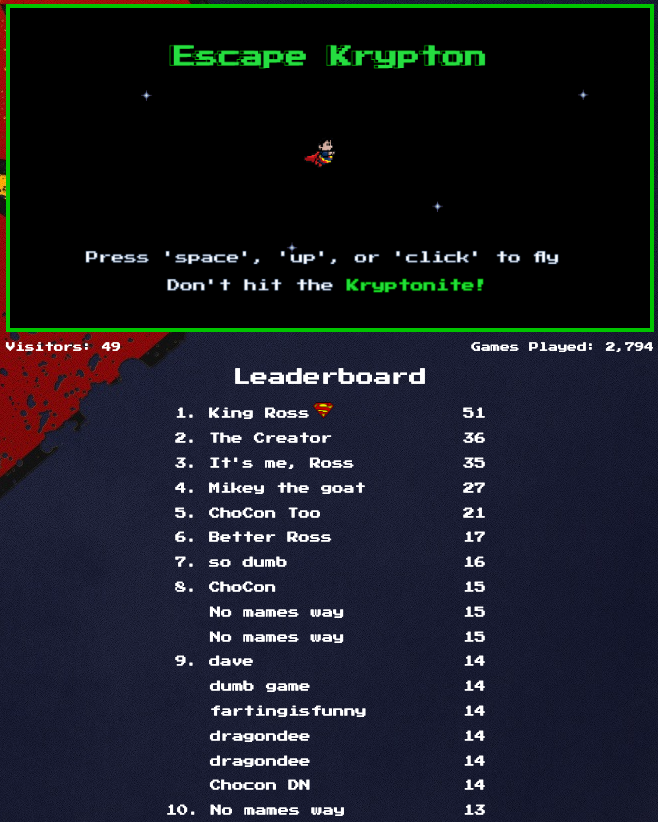 Escape Krypton
Press 'space', 'up', or 'click' to fly
Don't hit the Kryptonite!
Visitors: 49 Games Played: 2,794
Leaderboard
1. King Ross 51
2. The Creator 36
3. It's me, Ross 35
4. Mikey the goat 27
5. ChoCon Too 21
6. Better Ross 17
7. so dumb 16
8. ChoCon 15
No mames way 15
No mames way 15
9. dave 14
dumb game 14
fartingisfunny 14
dragondee 14
dragondee 14
Chocon DN 14
10. No mames way 13